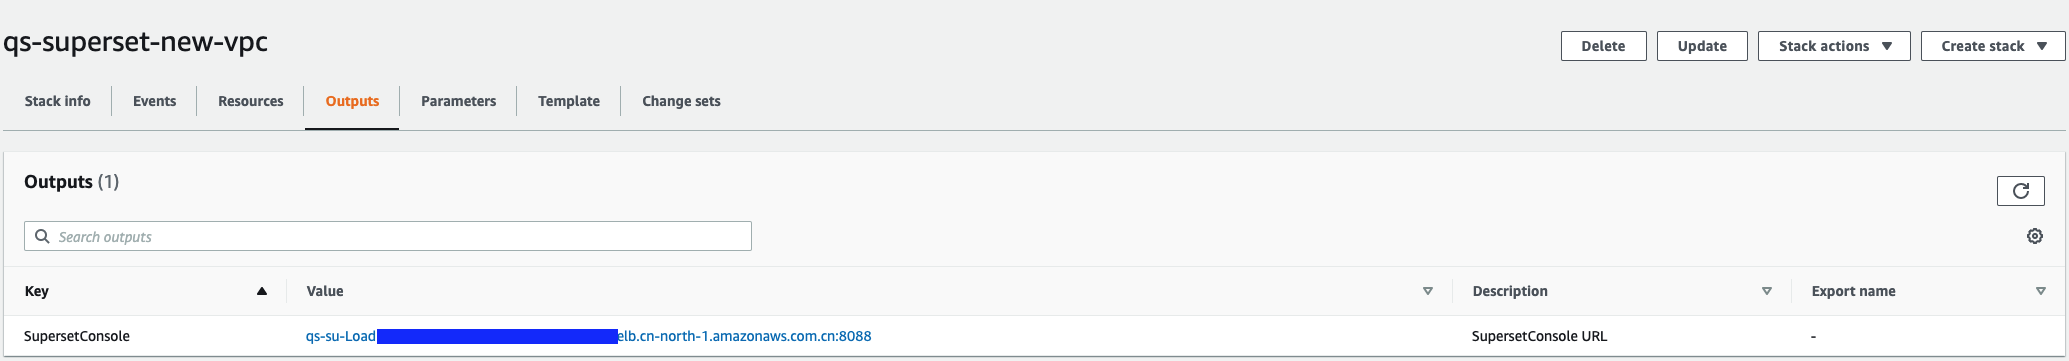 qs-superset-new-vpc
Delete Update Stack actions Create stack
Stack info Events Resources Outputs Parameters Template Change sets
Outputs (1)
Search outputs
Key Value Description Export name
SupersetConsole qs-su-Load elb.cn-north-1.amazonaws.com.cn:8088 SupersetConsole URL -